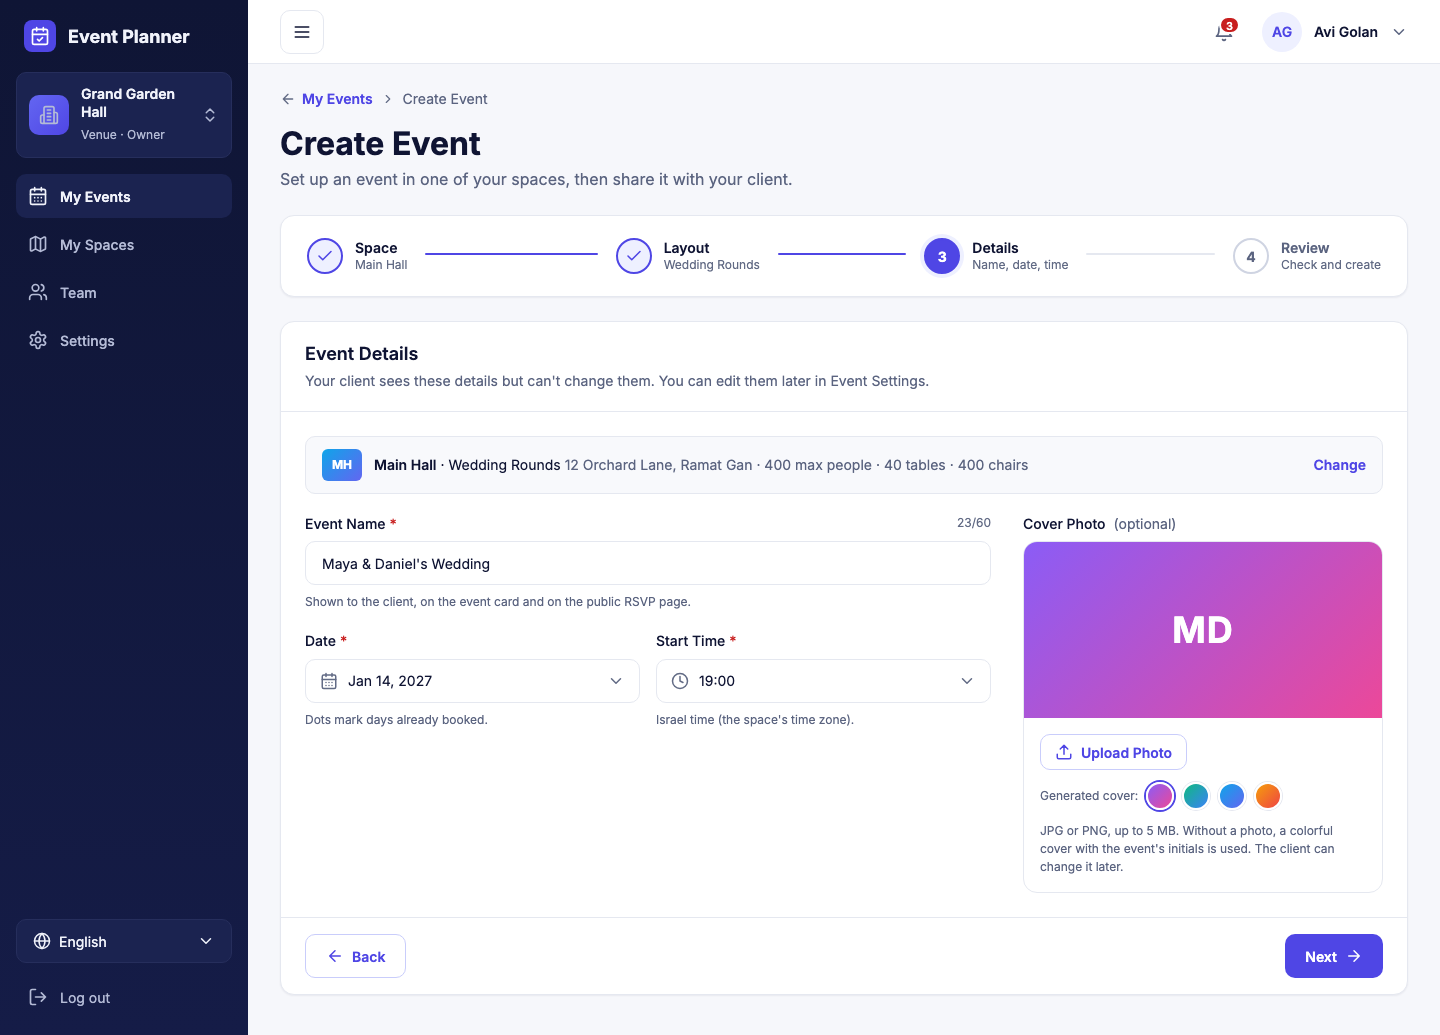 Event Planner
Grand Garden
Hall
Venue · Owner
My Events
My Spaces
Team
Settings
English
Log out
3
AG
Avi Golan
My Events
Create Event
Create Event
Set up an event in one of your spaces, then share it with your client.
Space
Main Hall
Layout
Wedding Rounds
3
Details
Name, date, time
4
Review
Check and create
Event Details
Your client sees these details but can't change them. You can edit them later in Event Settings.
MH
Main Hall · Wedding Rounds 12 Orchard Lane, Ramat Gan · 400 max people · 40 tables · 400 chairs
Change
Event Name *
23/60
Maya & Daniel's Wedding
Shown to the client, on the event card and on the public RSVP page.
Date *
Jan 14, 2027
Dots mark days already booked.
Start Time *
19:00
Israel time (the space's time zone).
Cover Photo (optional)
MD
Upload Photo
Generated cover:
JPG or PNG, up to 5 MB. Without a photo, a colorful
cover with the event's initials is used. The client can
change it later.
Back
Next